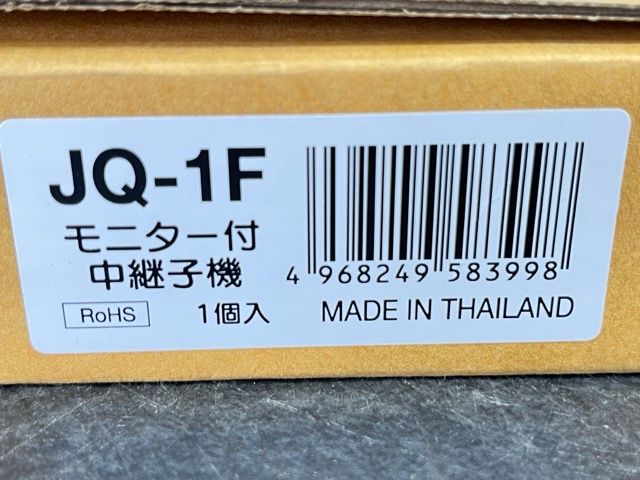 JQ-1F
モニター付
中継子機
RoHS 1個入
4 968249 583998
MADE IN THAILAND